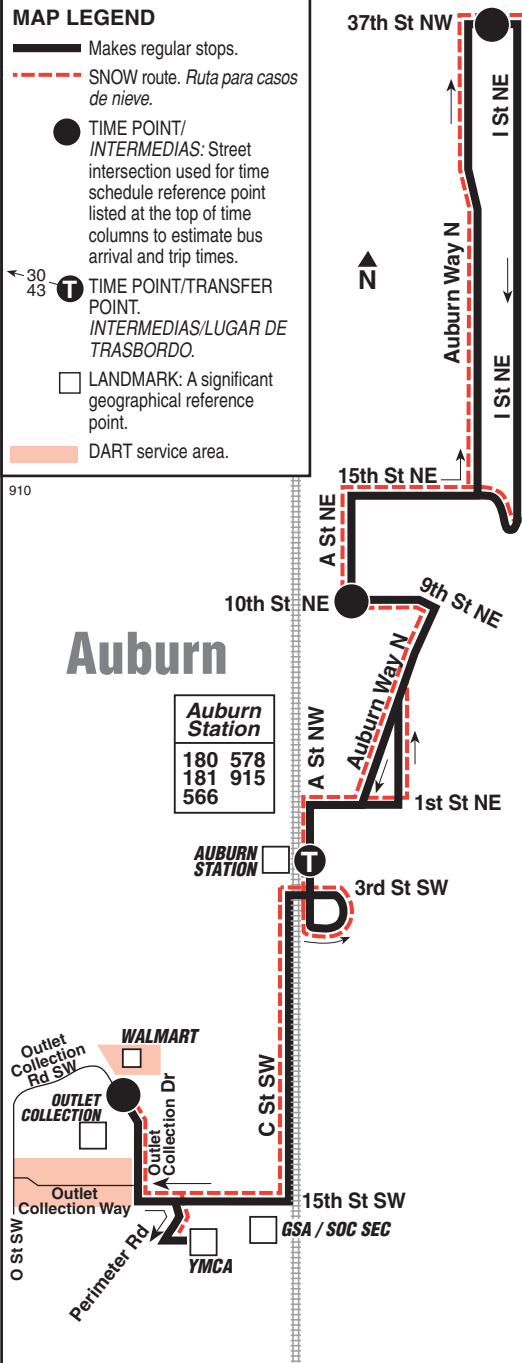 MAP LEGEND
Makes regular stops.
SNOW route. Ruta para casos
de nieve.
TIME POINT/
INTERMEDIAS: Street
intersection used for time
schedule reference point
listed at the top of time
columns to estimate bus
arrival and trip times.
30
43
T
TIME POINT/TRANSFER
POINT.
INTERMEDIAS/LUGAR DE
TRASBORDO.
LANDMARK: A significant
geographical reference
point.
DART service area.
910
N
37th St NW
I St NE
Auburn Way N
I St NE
15th St NE
A St NE
10th St NE
9th St NE
Auburn
Auburn Way N
A St NW
Auburn
Station
180 578
181 915
566
1st St NE
AUBURN
STATION
T
3rd St SW
C St SW
WALMART
Outlet
Collection
Rd SW
OUTLET
COLLECTION
Outlet
Collection Dr
Outlet
Collection Way
15th St SW
O St SW
Perimeter Rd
YMCA
GSA / SOC SEC